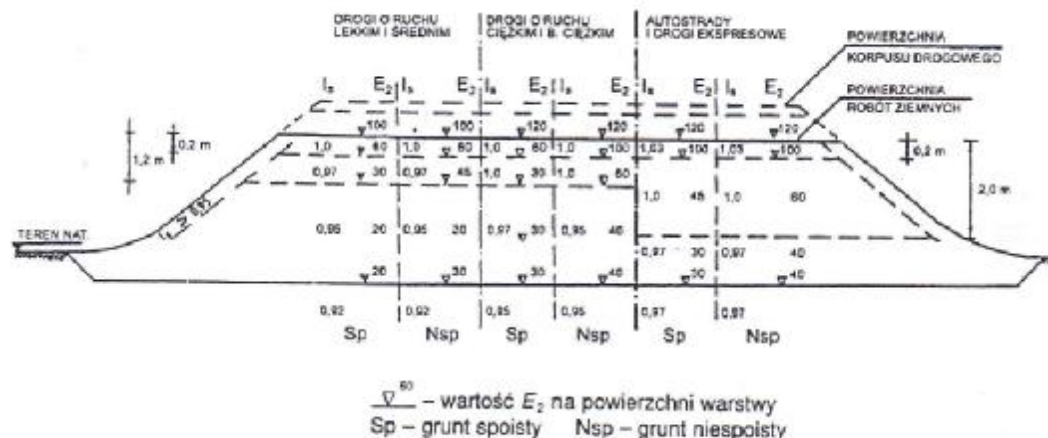 DROGI O RUCHU
LEKKIM I ŚREDNIM
DROGI O RUCHU
CIĘŻKIM I B. CIĘŻKIM
AUTOSTRADY
I DROGI EKSPRESOWE
POWIERZCHNIA
KORPUSU DROGOWEGO
POWIERZCHNIA
ROBÓT ZIEMNYCH
Is E2 Is E2 Is E2 Is E2 Is E2 Is E2
100 100 120 120 120 120
1,0 60 1,0 60 1,0 60 1,0 100 1,03 100 1,03 100
0,97 30 0,97 45 1,0 30 1,0 60
1,0 45 1,0 60
1,2 m 0,2 m 0,2 m 2,0 m
0,95 20 0,95 20 0,97 30 0,95 40
0,97 30 0,97 40
TEREN NAT.
20 30 30 40 30 40
0,92 0,92 0,95 0,95 0,97 0,97
Sp Nsp Sp Nsp Sp Nsp
60 – wartość E2 na powierzchni warstwy
Sp – grunt spoisty Nsp – grunt niespoisty